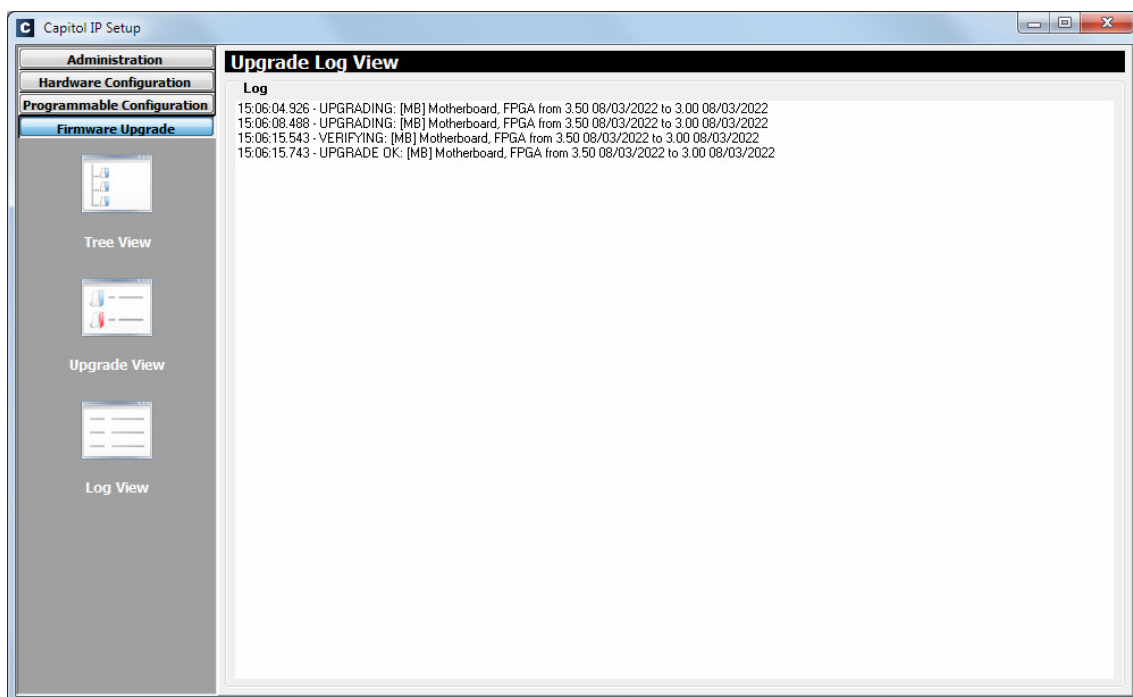 Capitol IP Setup
Administration
Hardware Configuration
Programmable Configuration
Firmware Upgrade
Tree View
Upgrade View
Log View
Upgrade Log View
Log
15:06:04.926 - UPGRADING: [MB] Motherboard, FPGA from 3.50 08/03/2022 to 3.00 08/03/2022
15:06:08.488 - UPGRADING: [MB] Motherboard, FPGA from 3.50 08/03/2022 to 3.00 08/03/2022
15:06:15.543 - VERIFYING: [MB] Motherboard, FPGA from 3.50 08/03/2022 to 3.00 08/03/2022
15:06:15.743 - UPGRADE OK: [MB] Motherboard, FPGA from 3.50 08/03/2022 to 3.00 08/03/2022